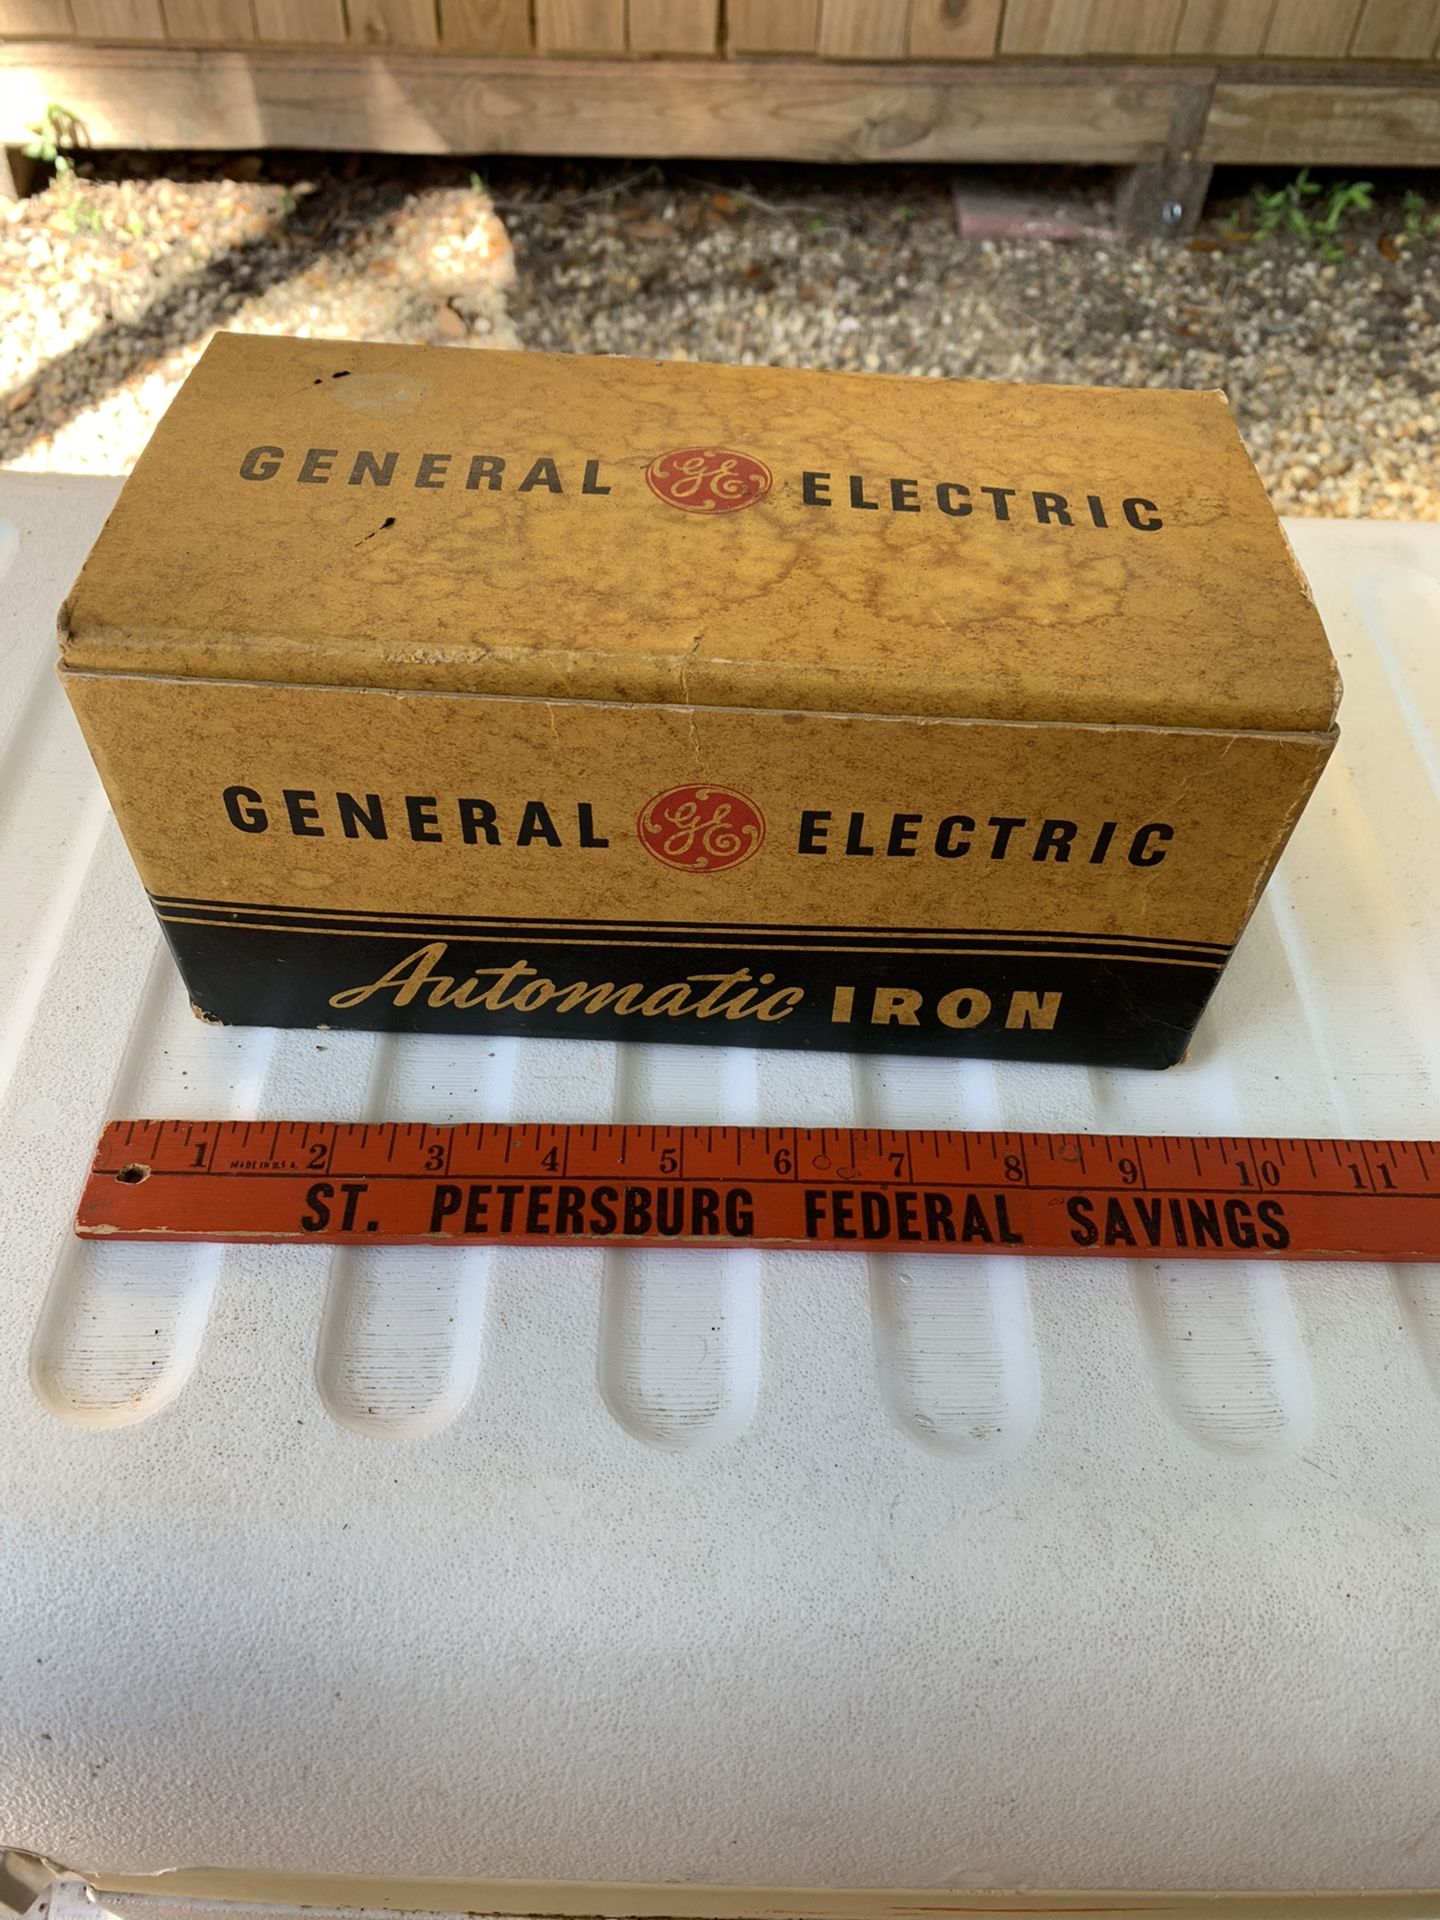 GENERAL GE ELECTRIC
GENERAL GE ELECTRIC
Automatic IRON
1 2 3 4 5 6 7 8 9 10 11
MADE IN U.S.A.
ST. PETERSBURG FEDERAL SAVINGS